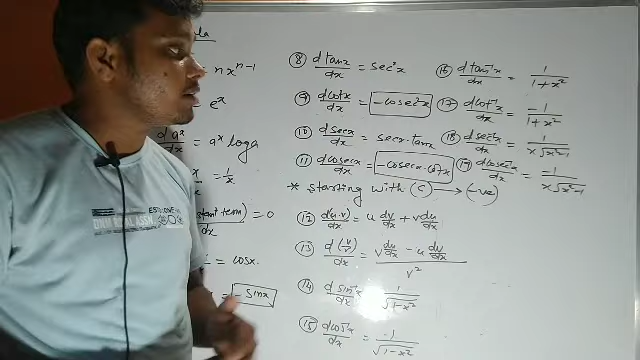 ula
nx^(n-1)
= e^x
d a^x/dx = a^x log a
x/x = 1/x
stant term)/dx = 0
= cosx.
= - sinx
⑧ d tanx/dx = sec²x
⑨ d cotx/dx = -cosec²x
⑩ d secx/dx = secx·tanx
⑪ d cosecx/dx = -cosecx·cotx
* starting with (C) → (-ve)
⑫ d(u·v)/dx = u dv/dx + v du/dx
⑬ d(u/v)/dx = (v du/dx - u dv/dx)/v²
⑭ d sin⁻¹x/dx = 1/√(1-x²)
⑮ d cos⁻¹x/dx = -1/√(1-x²)
⑯ d tan⁻¹x/dx = 1/(1+x²)
⑰ d cot⁻¹x/dx = -1/(1+x²)
⑱ d sec⁻¹x/dx = 1/(x√(x²-1))
⑲ d cosec⁻¹x/dx = -1/(x√(x²-1))